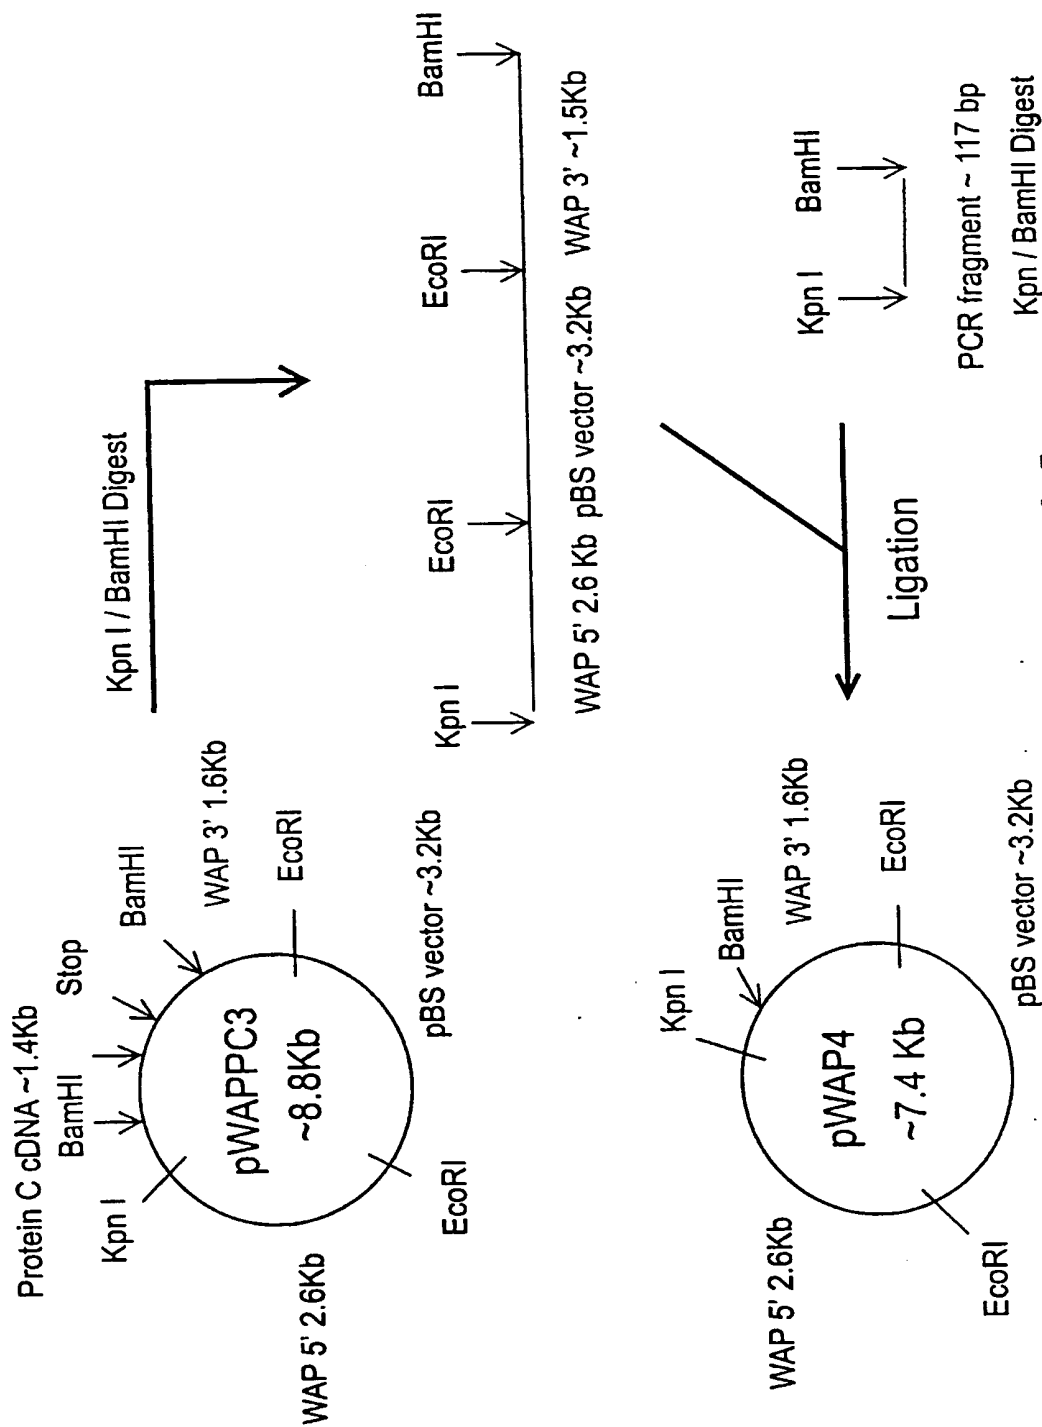 Protein C cDNA ~1.4Kb
BamHI
Stop
BamHI
Kpn I
pWAPPC3
~8.8Kb
WAP 3' 1.6Kb
EcoRI
WAP 5' 2.6Kb
EcoRI
pBS vector ~3.2Kb
Kpn I / BamHI Digest
Kpn I
EcoRI
EcoRI
BamHI
WAP 5' 2.6 Kb pBS vector ~3.2Kb WAP 3' ~1.5Kb
Kpn I
BamHI
PCR fragment ~ 117 bp
Kpn / BamHI Digest
Ligation
Kpn I
BamHI
WAP 5' 2.6Kb
pWAP4
~7.4 Kb
WAP 3' 1.6Kb
EcoRI
EcoRI
pBS vector ~3.2Kb